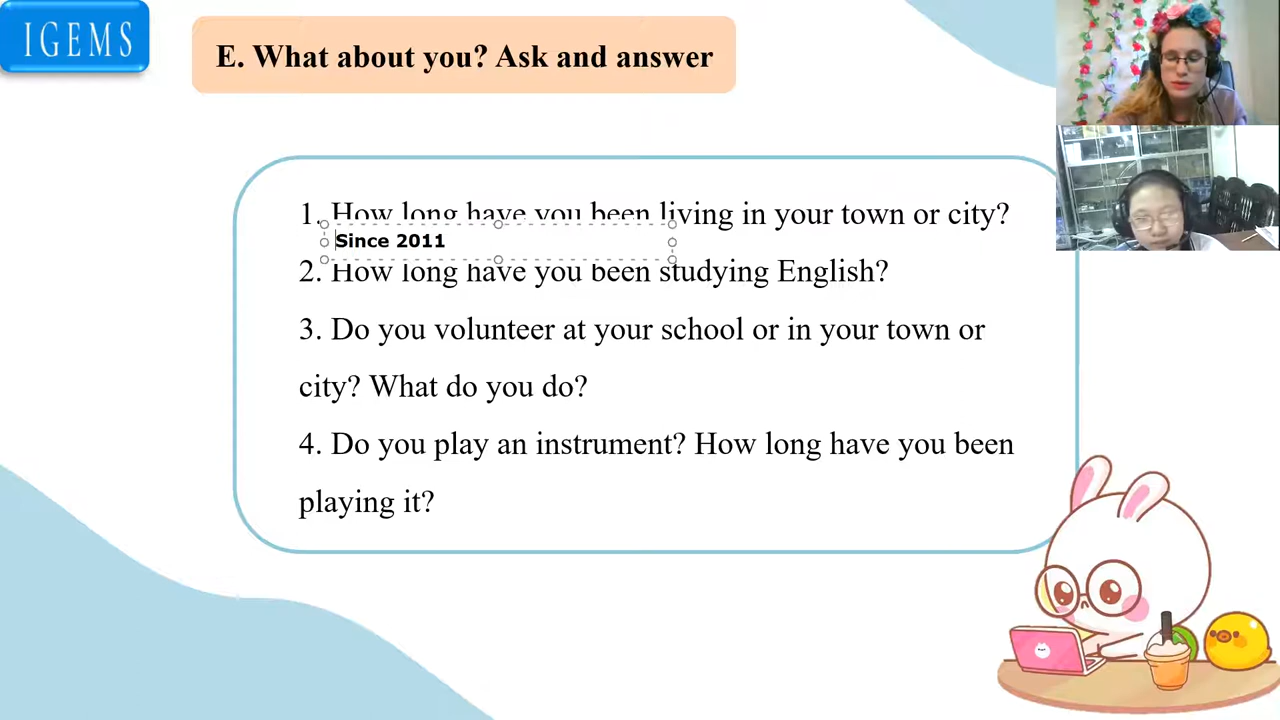 IGEMS
E. What about you? Ask and answer
1. How long have you been living in your town or city?
Since 2011
2. How long have you been studying English?
3. Do you volunteer at your school or in your town or
city? What do you do?
4. Do you play an instrument? How long have you been
playing it?